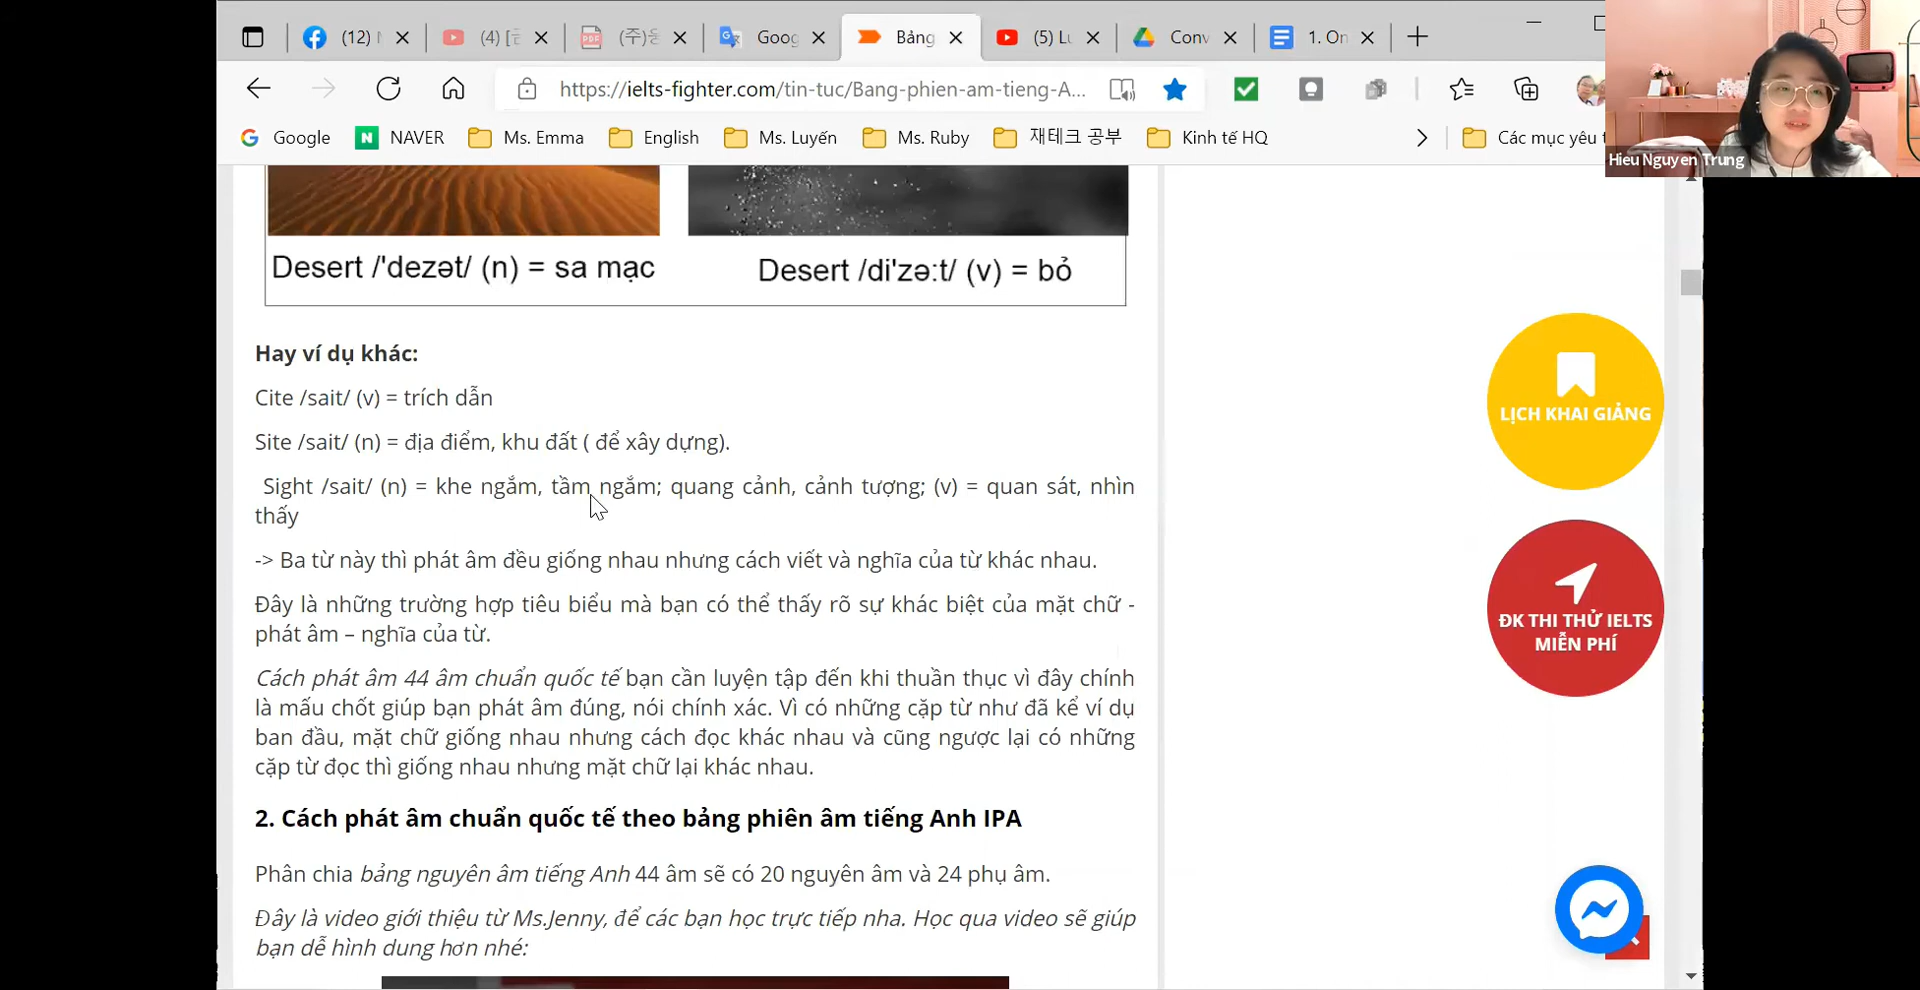 (12)
(4) [
(주)
Goog
Bảng
(5) Lu
Conv
1. On
https://ielts-fighter.com/tin-tuc/Bang-phien-am-tieng-A...
Google
NAVER
Ms. Emma
English
Ms. Luyến
Ms. Ruby
재테크 공부
Kinh tế HQ
Các mục yêu
Hieu Nguyen Trung
Desert /'dezət/ (n) = sa mạc
Desert /di'zə:t/ (v) = bỏ
Hay ví dụ khác:
Cite /sait/ (v) = trích dẫn
Site /sait/ (n) = địa điểm, khu đất ( để xây dựng).
Sight /sait/ (n) = khe ngắm, tầm ngắm; quang cảnh, cảnh tượng; (v) = quan sát, nhìn
thấy
-> Ba từ này thì phát âm đều giống nhau nhưng cách viết và nghĩa của từ khác nhau.
Đây là những trường hợp tiêu biểu mà bạn có thể thấy rõ sự khác biệt của mặt chữ -
phát âm – nghĩa của từ.
Cách phát âm 44 âm chuẩn quốc tế bạn cần luyện tập đến khi thuần thục vì đây chính
là mấu chốt giúp bạn phát âm đúng, nói chính xác. Vì có những cặp từ như đã kể ví dụ
ban đầu, mặt chữ giống nhau nhưng cách đọc khác nhau và cũng ngược lại có những
cặp từ đọc thì giống nhau nhưng mặt chữ lại khác nhau.
2. Cách phát âm chuẩn quốc tế theo bảng phiên âm tiếng Anh IPA
Phân chia bảng nguyên âm tiếng Anh 44 âm sẽ có 20 nguyên âm và 24 phụ âm.
Đây là video giới thiệu từ Ms.Jenny, để các bạn học trực tiếp nha. Học qua video sẽ giúp
bạn dễ hình dung hơn nhé:
LỊCH KHAI GIẢNG
ĐK THI THỬ IELTS
MIỄN PHÍ